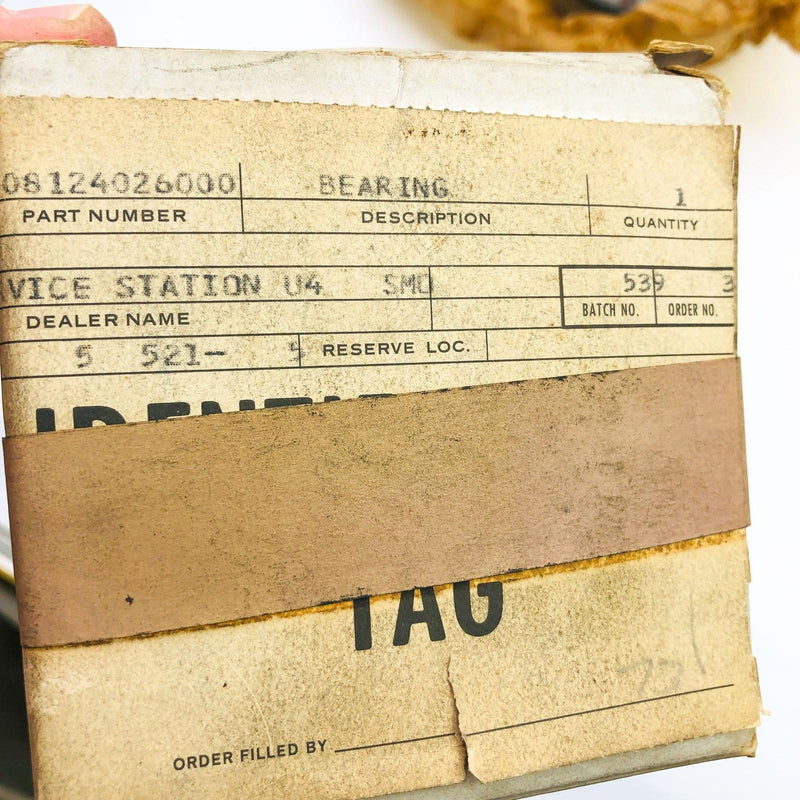 08124026000 BEARING 1
PART NUMBER DESCRIPTION QUANTITY
VICE STATION U4 SMO 539 3
DEALER NAME BATCH NO. ORDER NO.
5 521- 5 RESERVE LOC.
TAG
ORDER FILLED BY